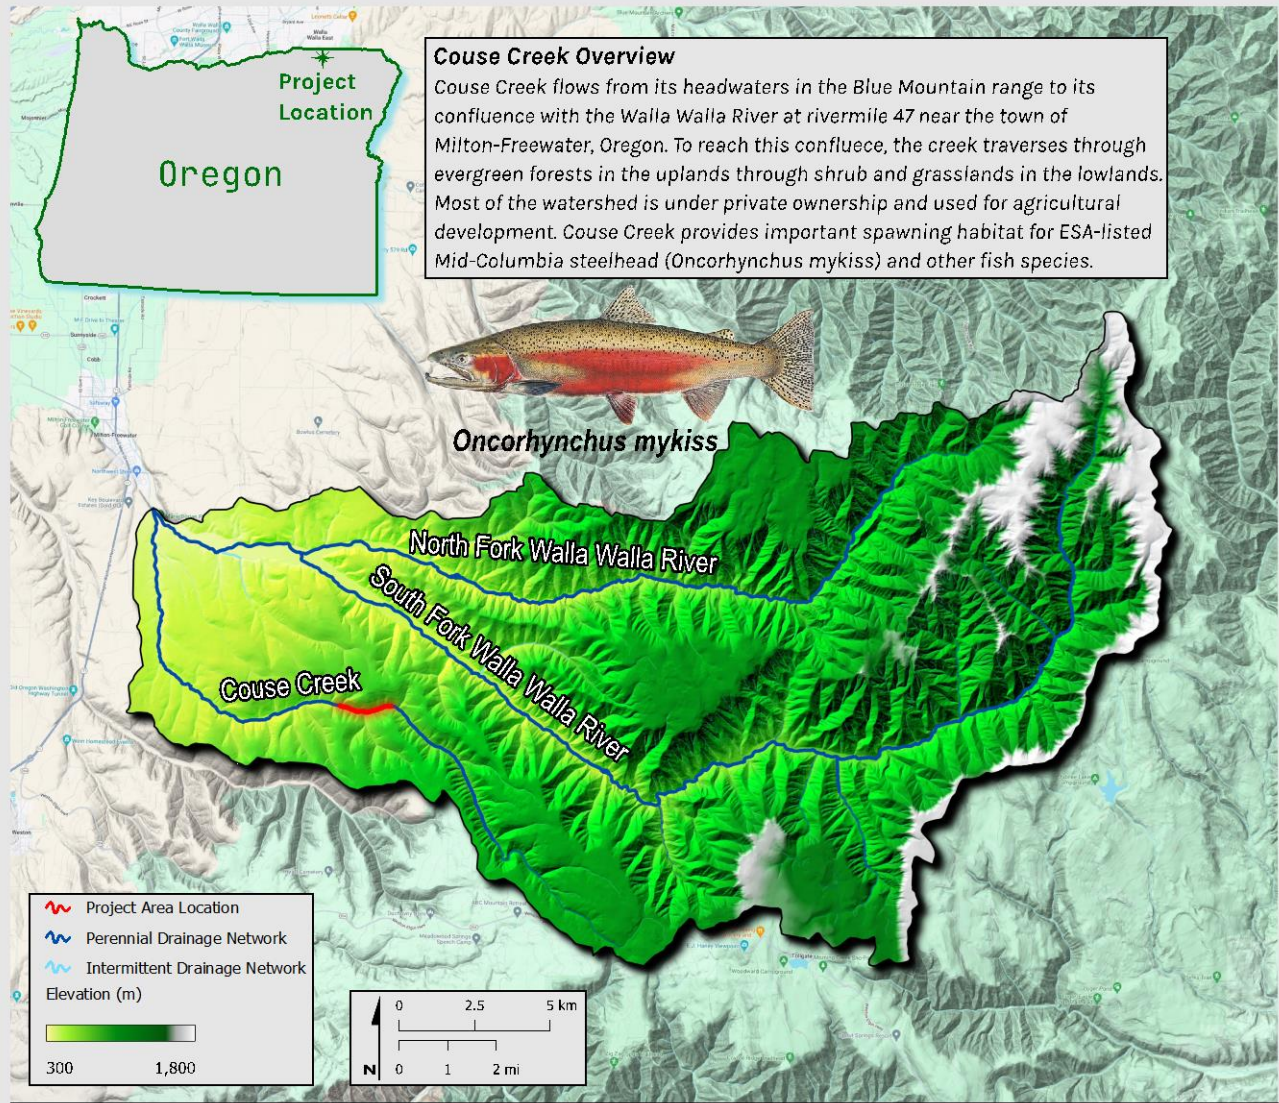 Project
Location
Oregon
Couse Creek Overview
Couse Creek flows from its headwaters in the Blue Mountain range to its
confluence with the Walla Walla River at rivermile 47 near the town of
Milton-Freewater, Oregon. To reach this confluece, the creek traverses through
evergreen forests in the uplands through shrub and grasslands in the lowlands.
Most of the watershed is under private ownership and used for agricultural
development. Couse Creek provides important spawning habitat for ESA-listed
Mid-Columbia steelhead (Oncorhynchus mykiss) and other fish species.
Crockett
Sunnyside
Cobb
Safeway
Oncorhynchus mykiss
North Fork Walla Walla River
South Fork Walla Walla River
Couse Creek
Weston
Tollgate
Project Area Location
Perennial Drainage Network
Intermittent Drainage Network
Elevation (m)
300 1,800
0 2.5 5 km
N 0 1 2 mi